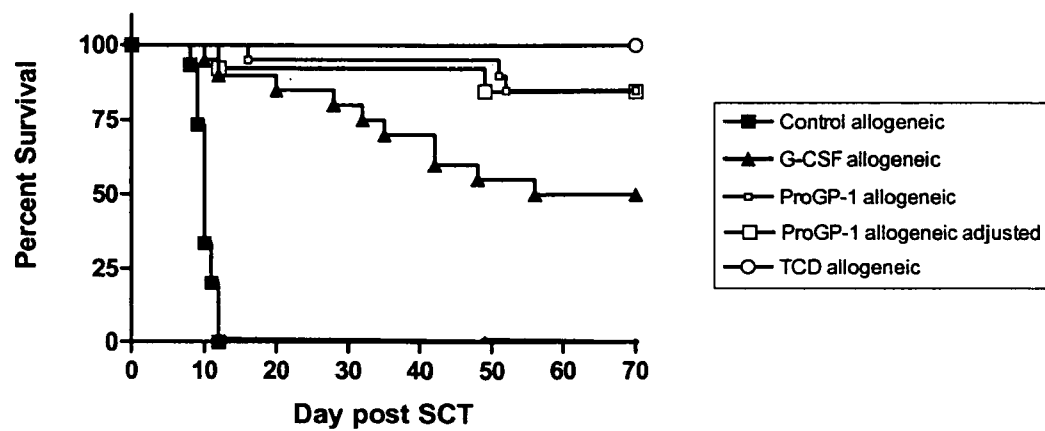 100
75
50
25
0
Percent Survival
0 10 20 30 40 50 60 70
Day post SCT
Control allogeneic
G-CSF allogeneic
ProGP-1 allogeneic
ProGP-1 allogeneic adjusted
TCD allogeneic